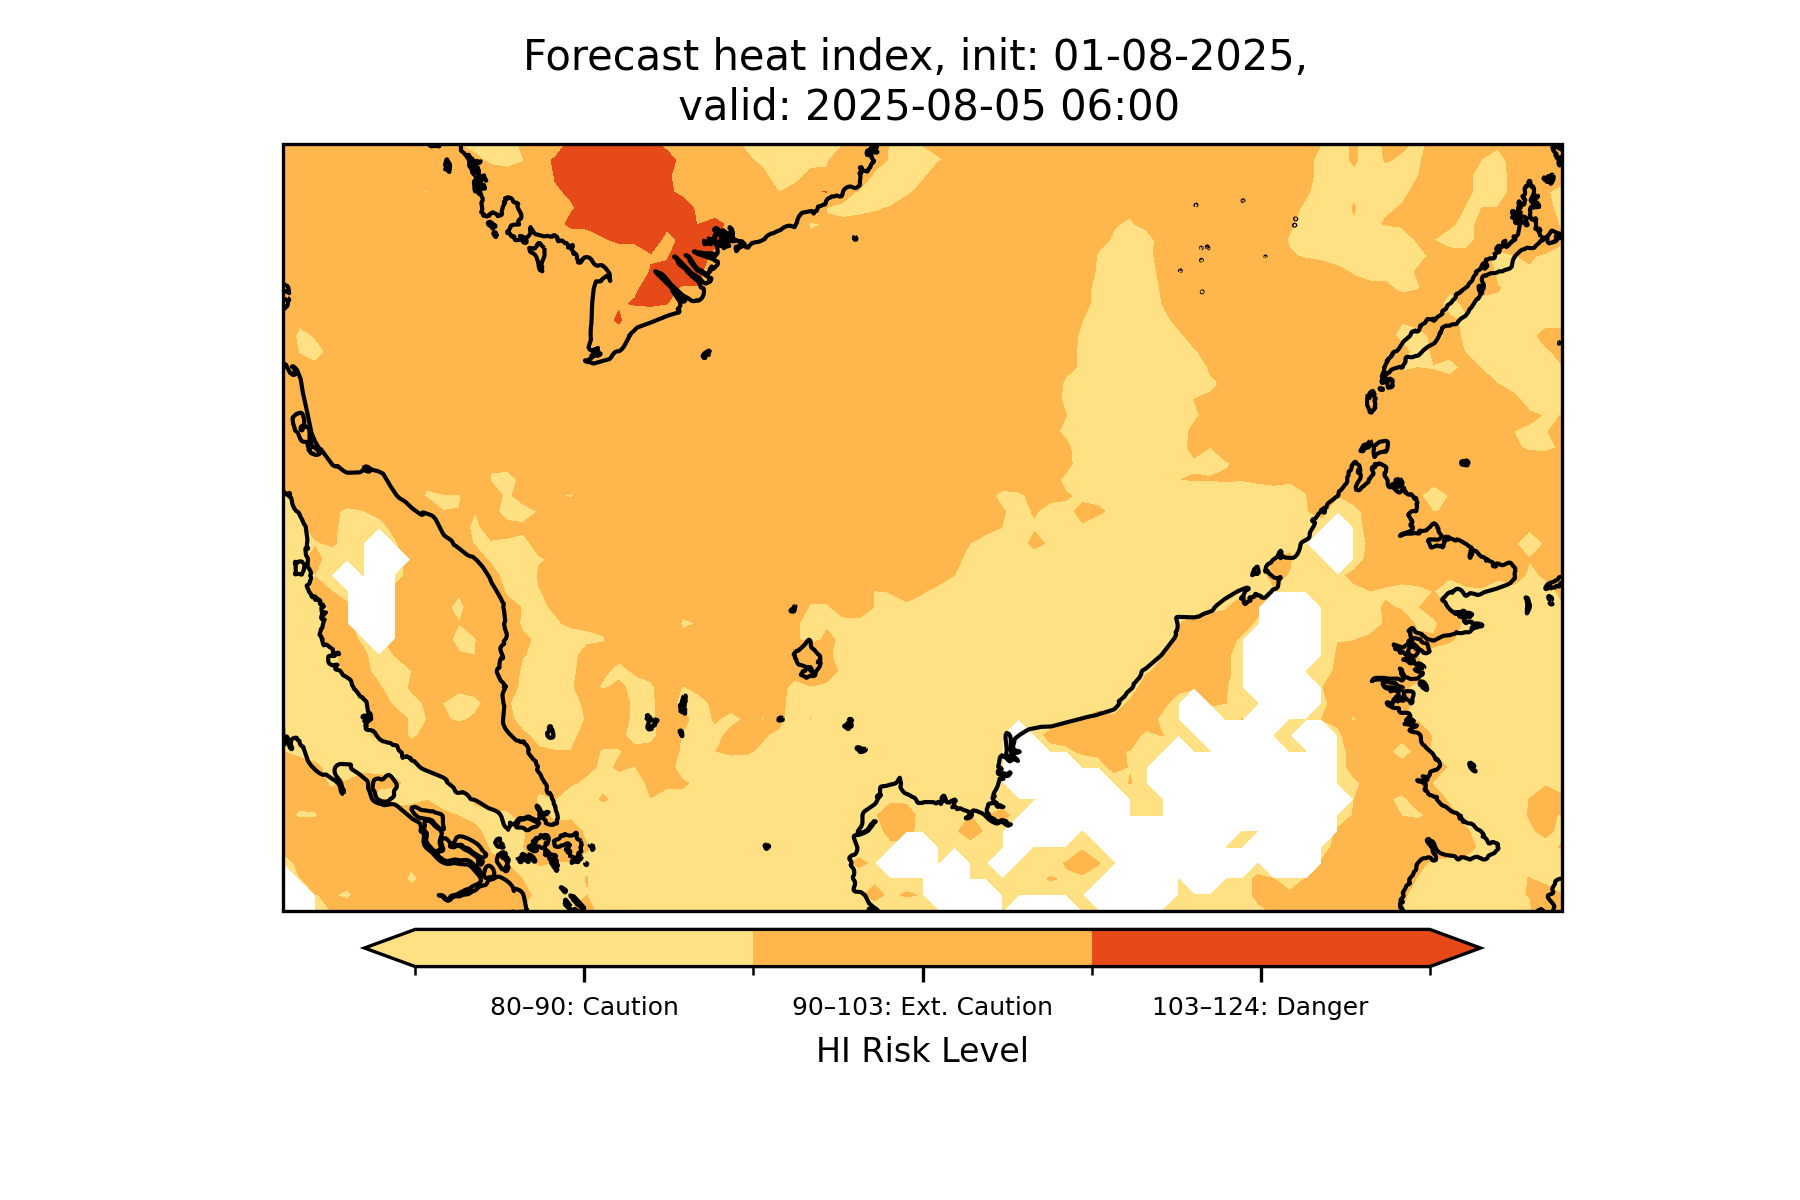 Forecast heat index, init: 01-08-2025,
valid: 2025-08-05 06:00
80–90: Caution
90–103: Ext. Caution
103–124: Danger
HI Risk Level